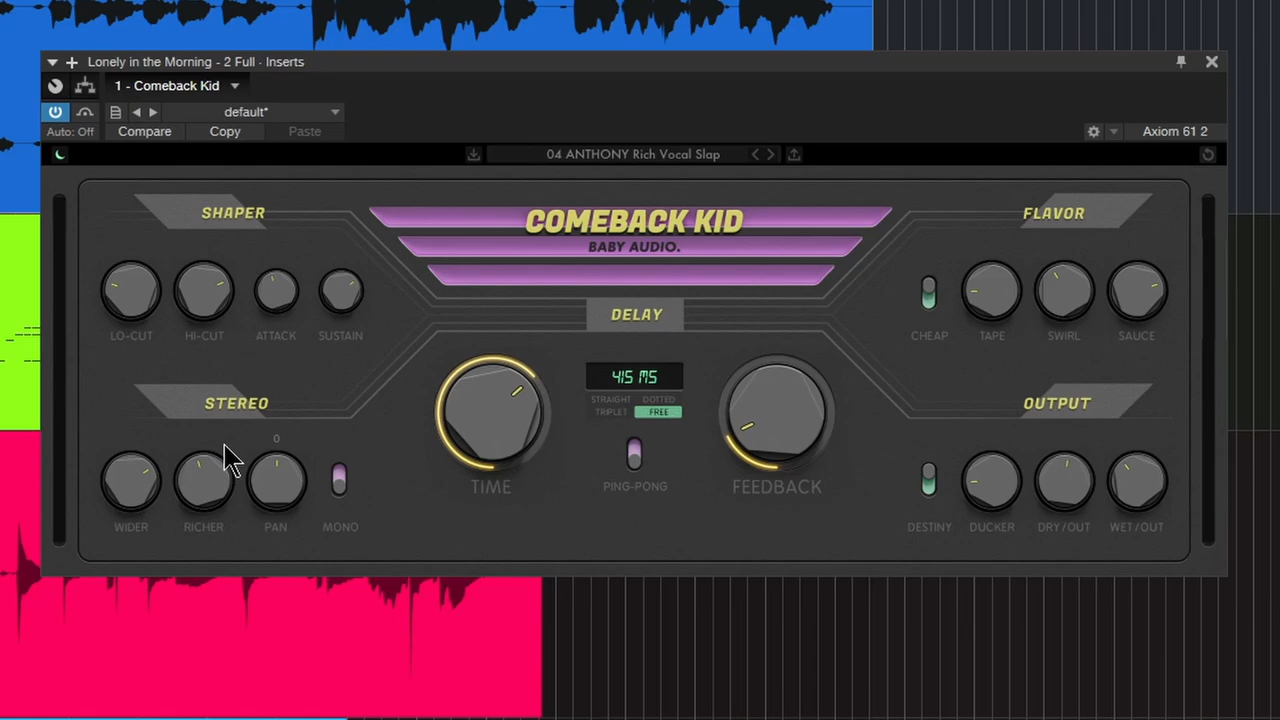 Lonely in the Morning - 2 Full - Inserts
1 - Comeback Kid
default*
Auto: Off
Compare
Copy
Paste
Axiom 61 2
04 ANTHONY Rich Vocal Slap
SHAPER
COMEBACK KID
BABY AUDIO.
FLAVOR
LO-CUT
HI-CUT
ATTACK
SUSTAIN
DELAY
CHEAP
TAPE
SWIRL
SAUCE
STEREO
415 MS
STRAIGHT
DOTTED
TRIPLET
FREE
OUTPUT
0
TIME
PING-PONG
FEEDBACK
WIDER
RICHER
PAN
MONO
DESTINY
DUCKER
DRY/OUT
WET/OUT